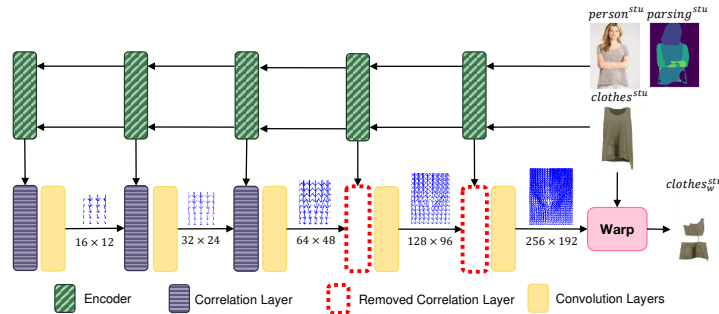 person^stu parsing^stu
clothes^stu
clothes_w^stu
16 × 12
32 × 24
64 × 48
128 × 96
256 × 192
Warp
Encoder
Correlation Layer
Removed Correlation Layer
Convolution Layers